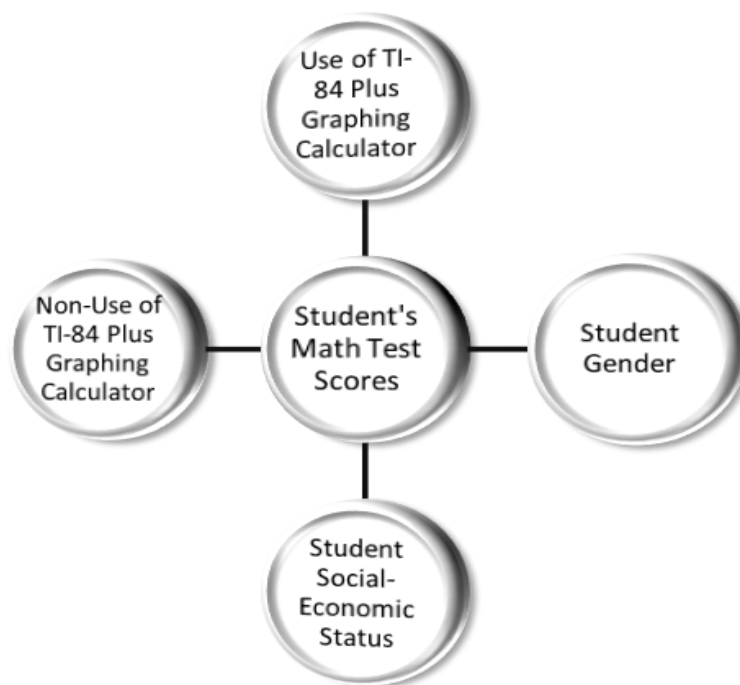 Use of TI-
84 Plus
Graphing
Calculator
Non-Use of
TI-84 Plus
Graphing
Calculator
Student's
Math Test
Scores
Student
Gender
Student
Social-
Economic
Status